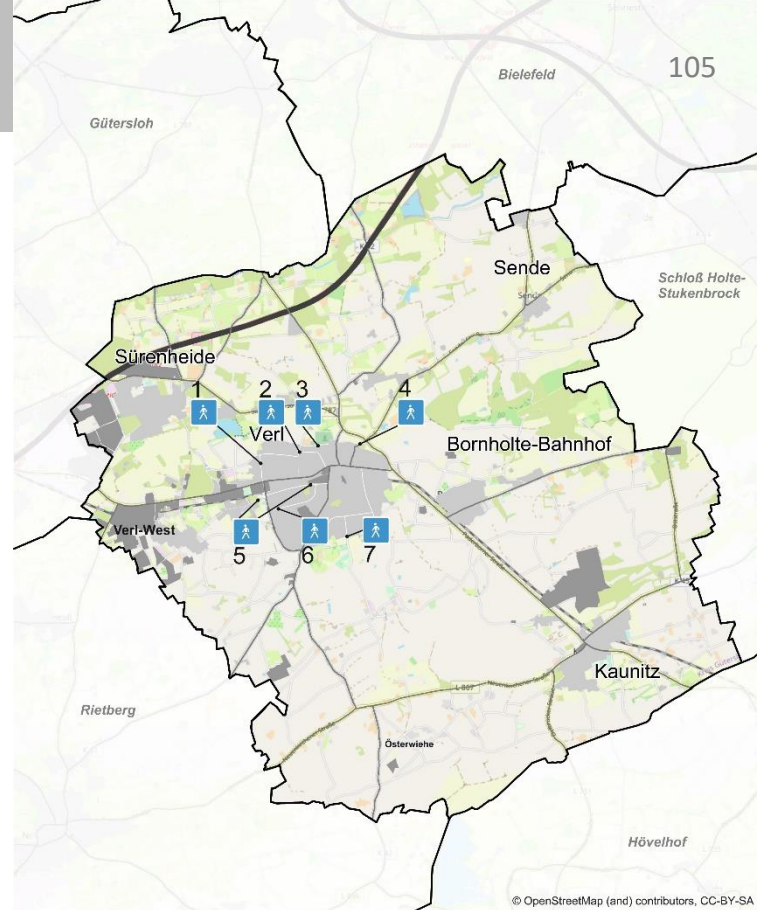 105
Bielefeld
Gütersloh
Sende
Schloß Holte-
Stukenbrock
Sürenheide
1
2
3
4
Verl
Bornholte-Bahnhof
Verl-West
5
6
7
Kaunitz
L 867
Rietberg
Österwiehe
Hövelhof
© OpenStreetMap (and) contributors, CC-BY-SA